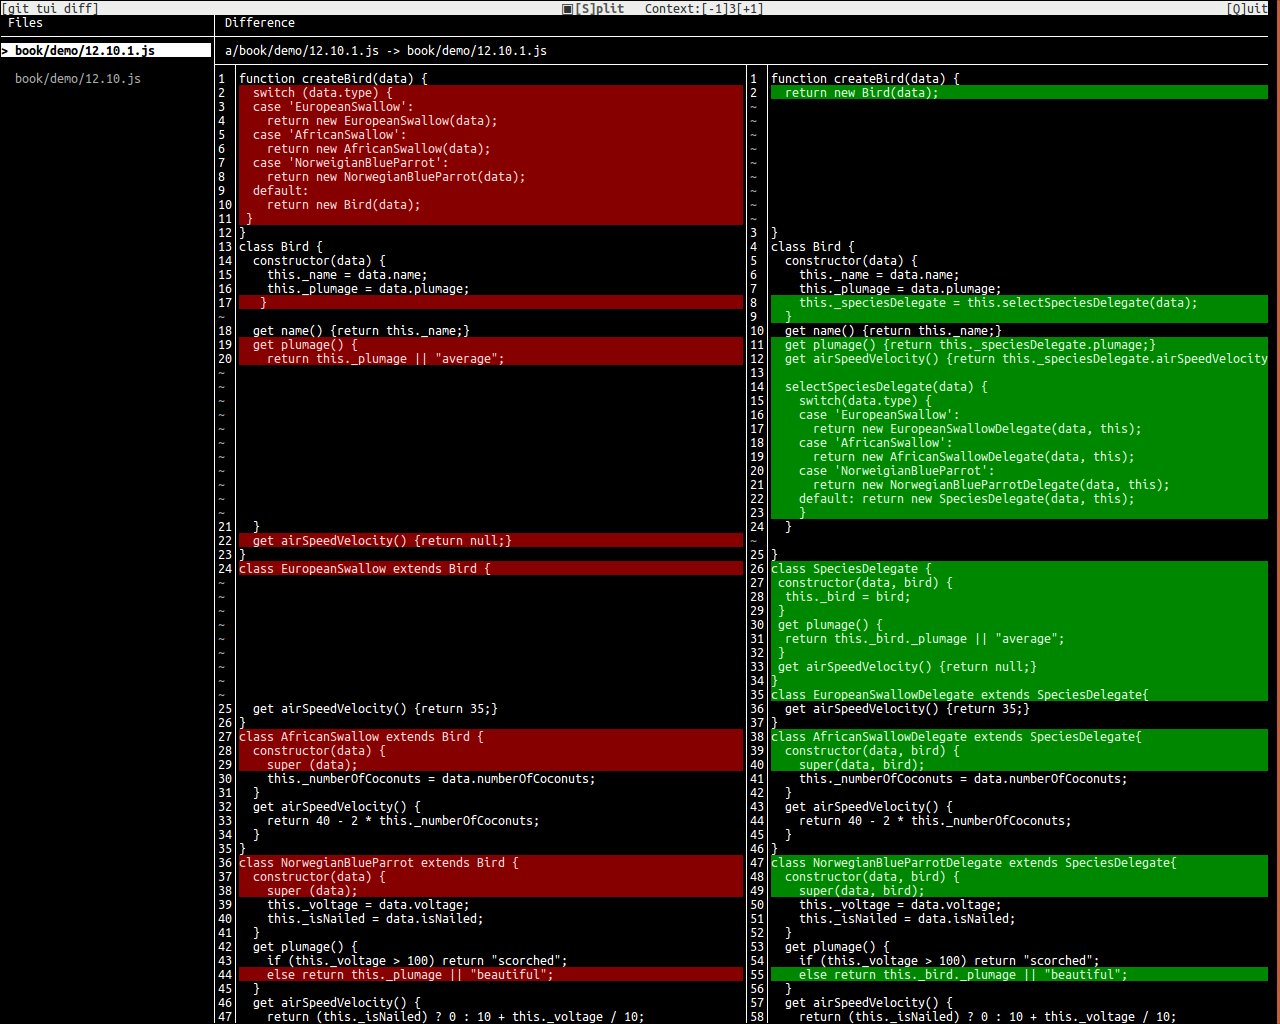 [git tui diff] ▣[S]plit Context:[-1]3[+1] [Q]uit
Files
Difference
> book/demo/12.10.1.js
book/demo/12.10.js
a/book/demo/12.10.1.js -> book/demo/12.10.1.js
1 function createBird(data) {
2   switch (data.type) {
3   case 'EuropeanSwallow':
4     return new EuropeanSwallow(data);
5   case 'AfricanSwallow':
6     return new AfricanSwallow(data);
7   case 'NorweigianBlueParrot':
8     return new NorwegianBlueParrot(data);
9   default:
10     return new Bird(data);
11  }
12 }
13 class Bird {
14   constructor(data) {
15     this._name = data.name;
16     this._plumage = data.plumage;
17    }
~
18   get name() {return this._name;}
19   get plumage() {
20     return this._plumage || "average";
~
~
~
~
~
~
~
~
~
~
~
21   }
22   get airSpeedVelocity() {return null;}
23 }
24 class EuropeanSwallow extends Bird {
~
~
~
~
~
~
~
~
~
25   get airSpeedVelocity() {return 35;}
26 }
27 class AfricanSwallow extends Bird {
28   constructor(data) {
29     super (data);
30     this._numberOfCoconuts = data.numberOfCoconuts;
31   }
32   get airSpeedVelocity() {
33     return 40 - 2 * this._numberOfCoconuts;
34   }
35 }
36 class NorwegianBlueParrot extends Bird {
37   constructor(data) {
38     super (data);
39     this._voltage = data.voltage;
40     this._isNailed = data.isNailed;
41   }
42   get plumage() {
43     if (this._voltage > 100) return "scorched";
44     else return this._plumage || "beautiful";
45   }
46   get airSpeedVelocity() {
47     return (this._isNailed) ? 0 : 10 + this._voltage / 10;
1 function createBird(data) {
2   return new Bird(data);
~
~
~
~
~
~
~
~
~
3 }
4 class Bird {
5   constructor(data) {
6     this._name = data.name;
7     this._plumage = data.plumage;
8     this._speciesDelegate = this.selectSpeciesDelegate(data);
9   }
10   get name() {return this._name;}
11   get plumage() {return this._speciesDelegate.plumage;}
12   get airSpeedVelocity() {return this._speciesDelegate.airSpeedVelocity
13
14   selectSpeciesDelegate(data) {
15     switch(data.type) {
16     case 'EuropeanSwallow':
17       return new EuropeanSwallowDelegate(data, this);
18     case 'AfricanSwallow':
19       return new AfricanSwallowDelegate(data, this);
20     case 'NorweigianBlueParrot':
21       return new NorwegianBlueParrotDelegate(data, this);
22     default: return new SpeciesDelegate(data, this);
23     }
24   }
~
25 }
26 class SpeciesDelegate {
27  constructor(data, bird) {
28   this._bird = bird;
29  }
30  get plumage() {
31   return this._bird._plumage || "average";
32  }
33  get airSpeedVelocity() {return null;}
34 }
35 class EuropeanSwallowDelegate extends SpeciesDelegate{
36   get airSpeedVelocity() {return 35;}
37 }
38 class AfricanSwallowDelegate extends SpeciesDelegate{
39   constructor(data, bird) {
40     super(data, bird);
41     this._numberOfCoconuts = data.numberOfCoconuts;
42   }
43   get airSpeedVelocity() {
44     return 40 - 2 * this._numberOfCoconuts;
45   }
46 }
47 class NorwegianBlueParrotDelegate extends SpeciesDelegate{
48   constructor(data, bird) {
49     super(data, bird);
50     this._voltage = data.voltage;
51     this._isNailed = data.isNailed;
52   }
53   get plumage() {
54     if (this._voltage > 100) return "scorched";
55     else return this._bird._plumage || "beautiful";
56   }
57   get airSpeedVelocity() {
58     return (this._isNailed) ? 0 : 10 + this._voltage / 10;